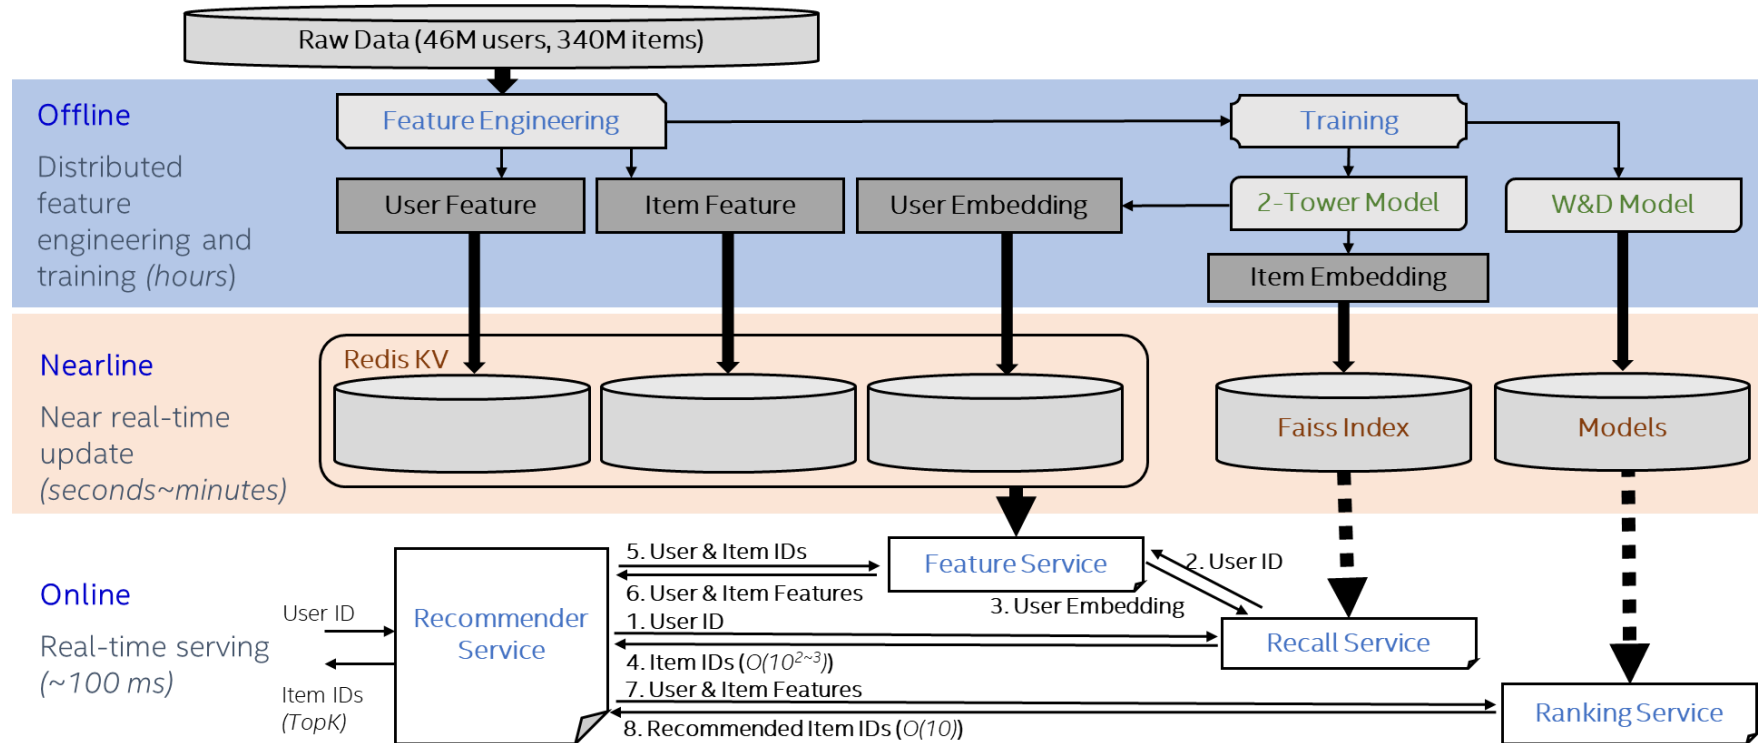 Raw Data (46M users, 340M items)
Offline
Distributed
feature
engineering and
training (hours)
Feature Engineering
Training
User Feature
Item Feature
User Embedding
2-Tower Model
W&D Model
Item Embedding
Nearline
Near real-time
update
(seconds~minutes)
Redis KV
Faiss Index
Models
Online
Real-time serving
(~100 ms)
User ID
Item IDs
(TopK)
Recommender
Service
5. User & Item IDs
6. User & Item Features
1. User ID
4. Item IDs (O(10²~³))
7. User & Item Features
8. Recommended Item IDs (O(10))
Feature Service
2. User ID
3. User Embedding
Recall Service
Ranking Service